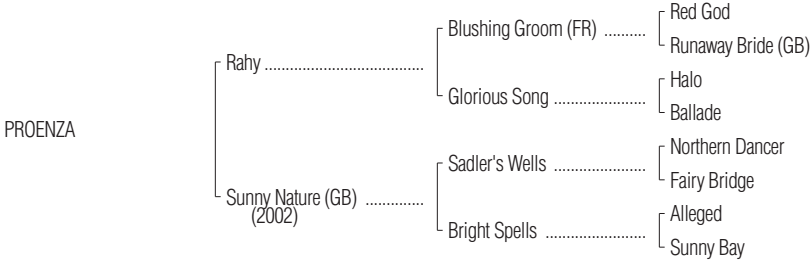 Red God
Blushing Groom (FR) ..........
Runaway Bride (GB)
Rahy ...................................
Halo
Glorious Song ......................
Ballade
PROENZA
Northern Dancer
Sadler's Wells ......................
Fairy Bridge
Sunny Nature (GB) .............
(2002)
Alleged
Bright Spells ........................
Sunny Bay